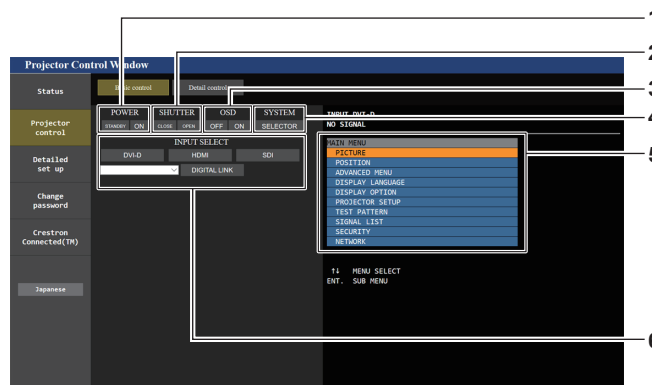 1
2
3
4
5
6
Projector Control Window
Status
Projector
control
Detailed
set up
Change
password
Crestron
Connected(TM)
Japanese
Basic control Detail control
POWER SHUTTER OSD SYSTEM
STANDBY ON CLOSE OPEN OFF ON SELECTOR
INPUT SELECT
DVI-D HDMI SDI
DIGITAL LINK
INPUT DVI-D
NO SIGNAL
MAIN MENU
PICTURE
POSITION
ADVANCED MENU
DISPLAY LANGUAGE
DISPLAY OPTION
PROJECTOR SETUP
TEST PATTERN
SIGNAL LIST
SECURITY
NETWORK
↑↓ MENU SELECT
ENT. SUB MENU